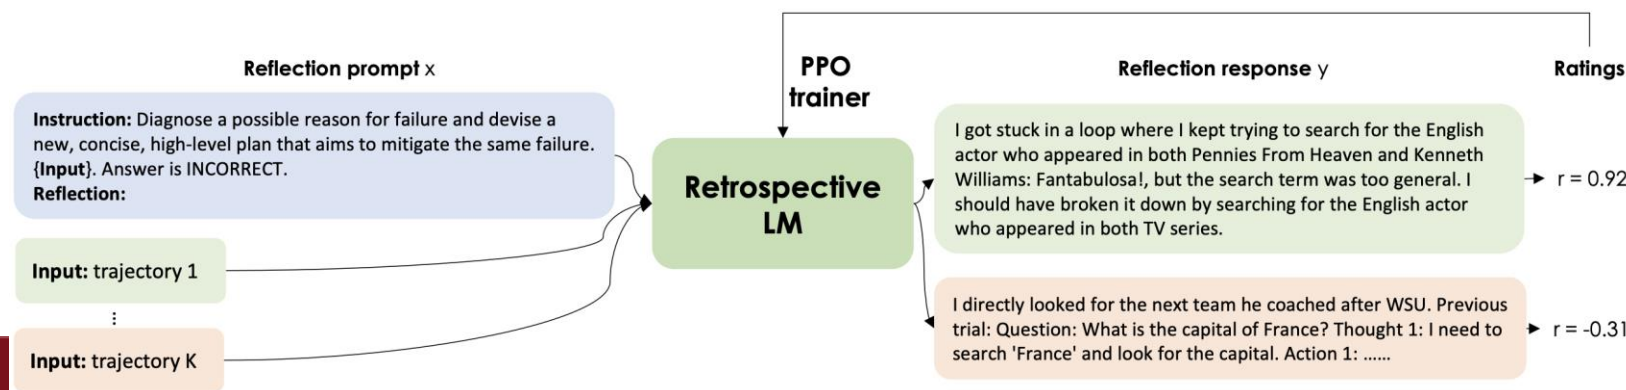 Reflection prompt x
Instruction: Diagnose a possible reason for failure and devise a
new, concise, high-level plan that aims to mitigate the same failure.
{Input}. Answer is INCORRECT.
Reflection:
Input: trajectory 1
⋮
Input: trajectory K
PPO
trainer
Retrospective
LM
Reflection response y
I got stuck in a loop where I kept trying to search for the English
actor who appeared in both Pennies From Heaven and Kenneth
Williams: Fantabulosa!, but the search term was too general. I
should have broken it down by searching for the English actor
who appeared in both TV series.
I directly looked for the next team he coached after WSU. Previous
trial: Question: What is the capital of France? Thought 1: I need to
search 'France' and look for the capital. Action 1: ......
Ratings
r = 0.92
r = -0.31